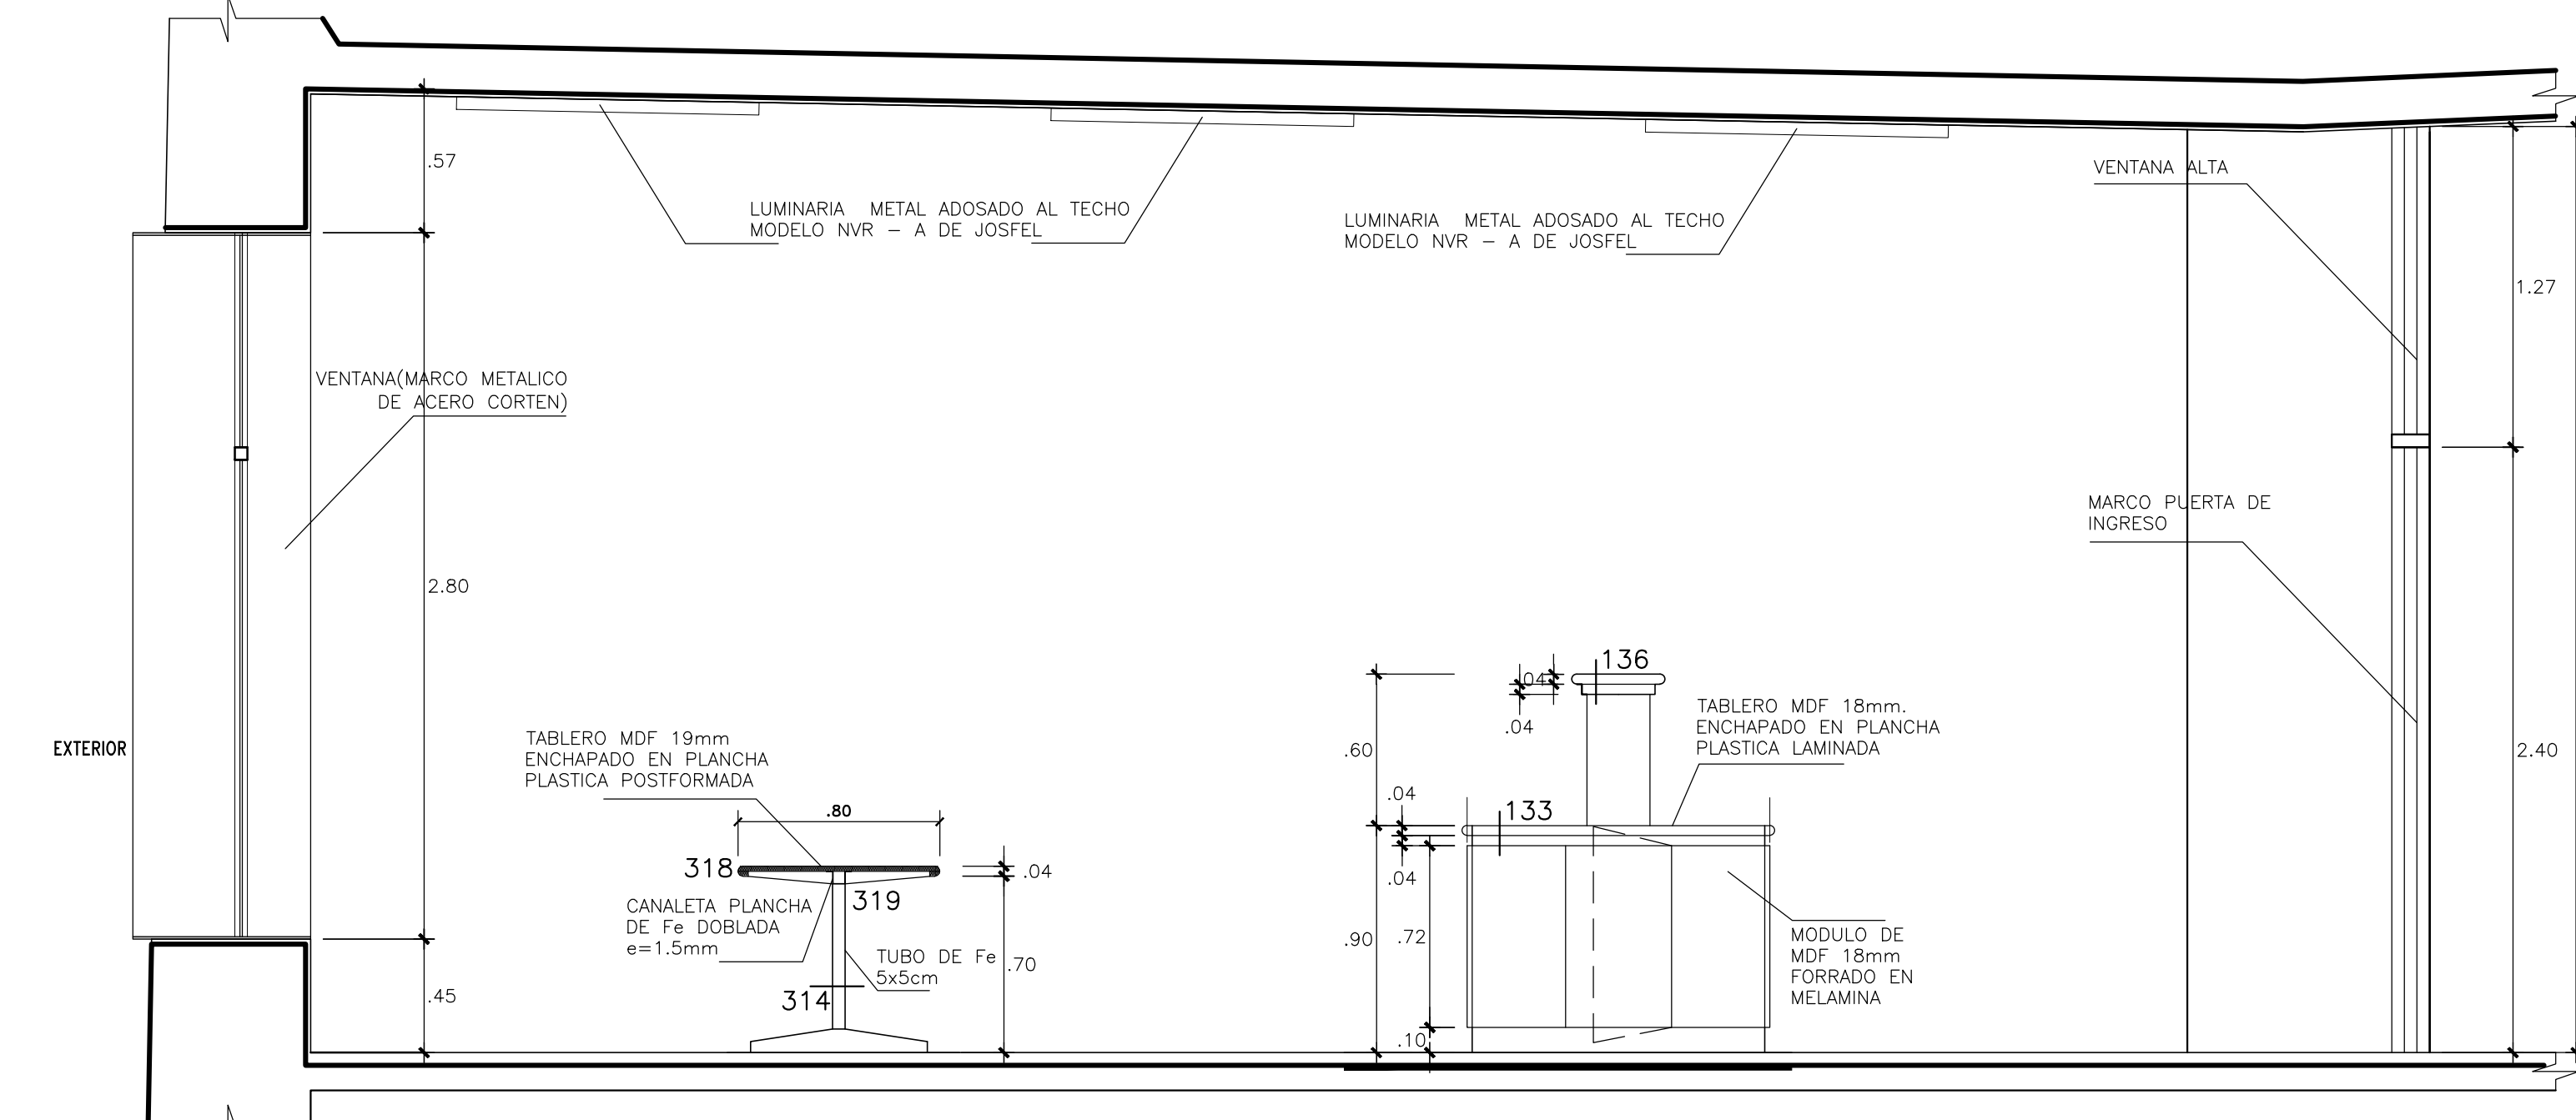 .57
LUMINARIA METAL ADOSADO AL TECHO
MODELO NVR - A DE JOSFEL
LUMINARIA METAL ADOSADO AL TECHO
MODELO NVR - A DE JOSFEL
VENTANA ALTA
1.27
VENTANA(MARCO METALICO
DE ACERO CORTEN)
2.80
MARCO PUERTA DE
INGRESO
136
.04
.04
EXTERIOR
TABLERO MDF 19mm
ENCHAPADO EN PLANCHA
PLASTICA POSTFORMADA
.60
TABLERO MDF 18mm.
ENCHAPADO EN PLANCHA
PLASTICA LAMINADA
2.40
.80
.04
133
318
.04
.04
319
CANALETA PLANCHA
DE Fe DOBLADA
e=1.5mm
TUBO DE Fe
5x5cm
.70
.90
.72
MODULO DE
MDF 18mm
FORRADO EN
MELAMINA
.45
314
.10